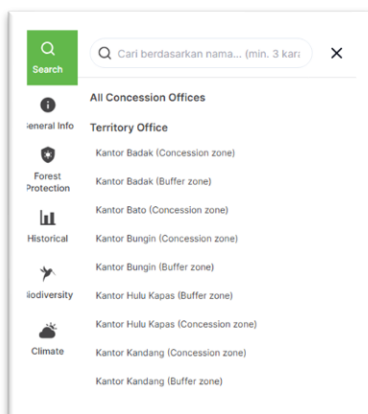 Search
Cari berdasarkan nama... (min. 3 kara
General Info
Forest
Protection
Historical
Biodiversity
Climate
All Concession Offices
Territory Office
Kantor Badak (Concession zone)
Kantor Badak (Buffer zone)
Kantor Bato (Concession zone)
Kantor Bungin (Concession zone)
Kantor Bungin (Buffer zone)
Kantor Hulu Kapas (Buffer zone)
Kantor Hulu Kapas (Concession zone)
Kantor Kandang (Concession zone)
Kantor Kandang (Buffer zone)